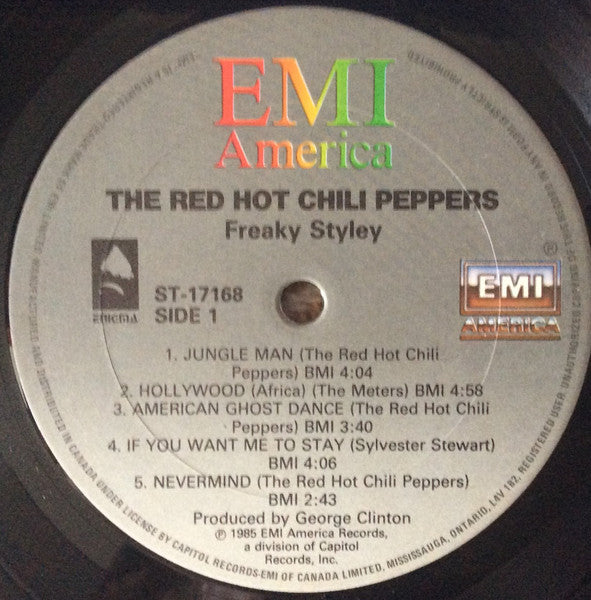 EMI
America
THE RED HOT CHILI PEPPERS
Freaky Styley
ENIGMA
ST-17168
SIDE 1
EMI
AMERICA
℗
1. JUNGLE MAN (The Red Hot Chili
Peppers) BMI 4:04
2. HOLLYWOOD (Africa) (The Meters) BMI 4:58
3. AMERICAN GHOST DANCE (The Red Hot Chili
Peppers) BMI 3:40
4. IF YOU WANT ME TO STAY (Sylvester Stewart)
BMI 4:06
5. NEVERMIND (The Red Hot Chili Peppers)
BMI 2:43
Produced by George Clinton
℗ 1985 EMI America Records,
a division of Capitol
Records, Inc.
DISTRIBUTED IN CANADA UNDER LICENSE BY CAPITOL RECORDS-EMI OF CANADA LIMITED, MISSISSAUGA, ONTARIO, L4V 1R2, REGISTERED USER. UNAUTHORIZED